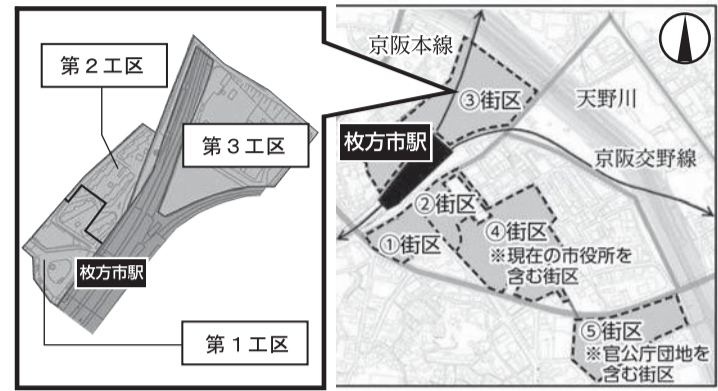 第2工区
第3工区
枚方市駅
第1工区
京阪本線
③街区
天野川
枚方市駅
京阪交野線
②街区
①街区
④街区
※現在の市役所を
含む街区
⑤街区
※官公庁団地を
含む街区